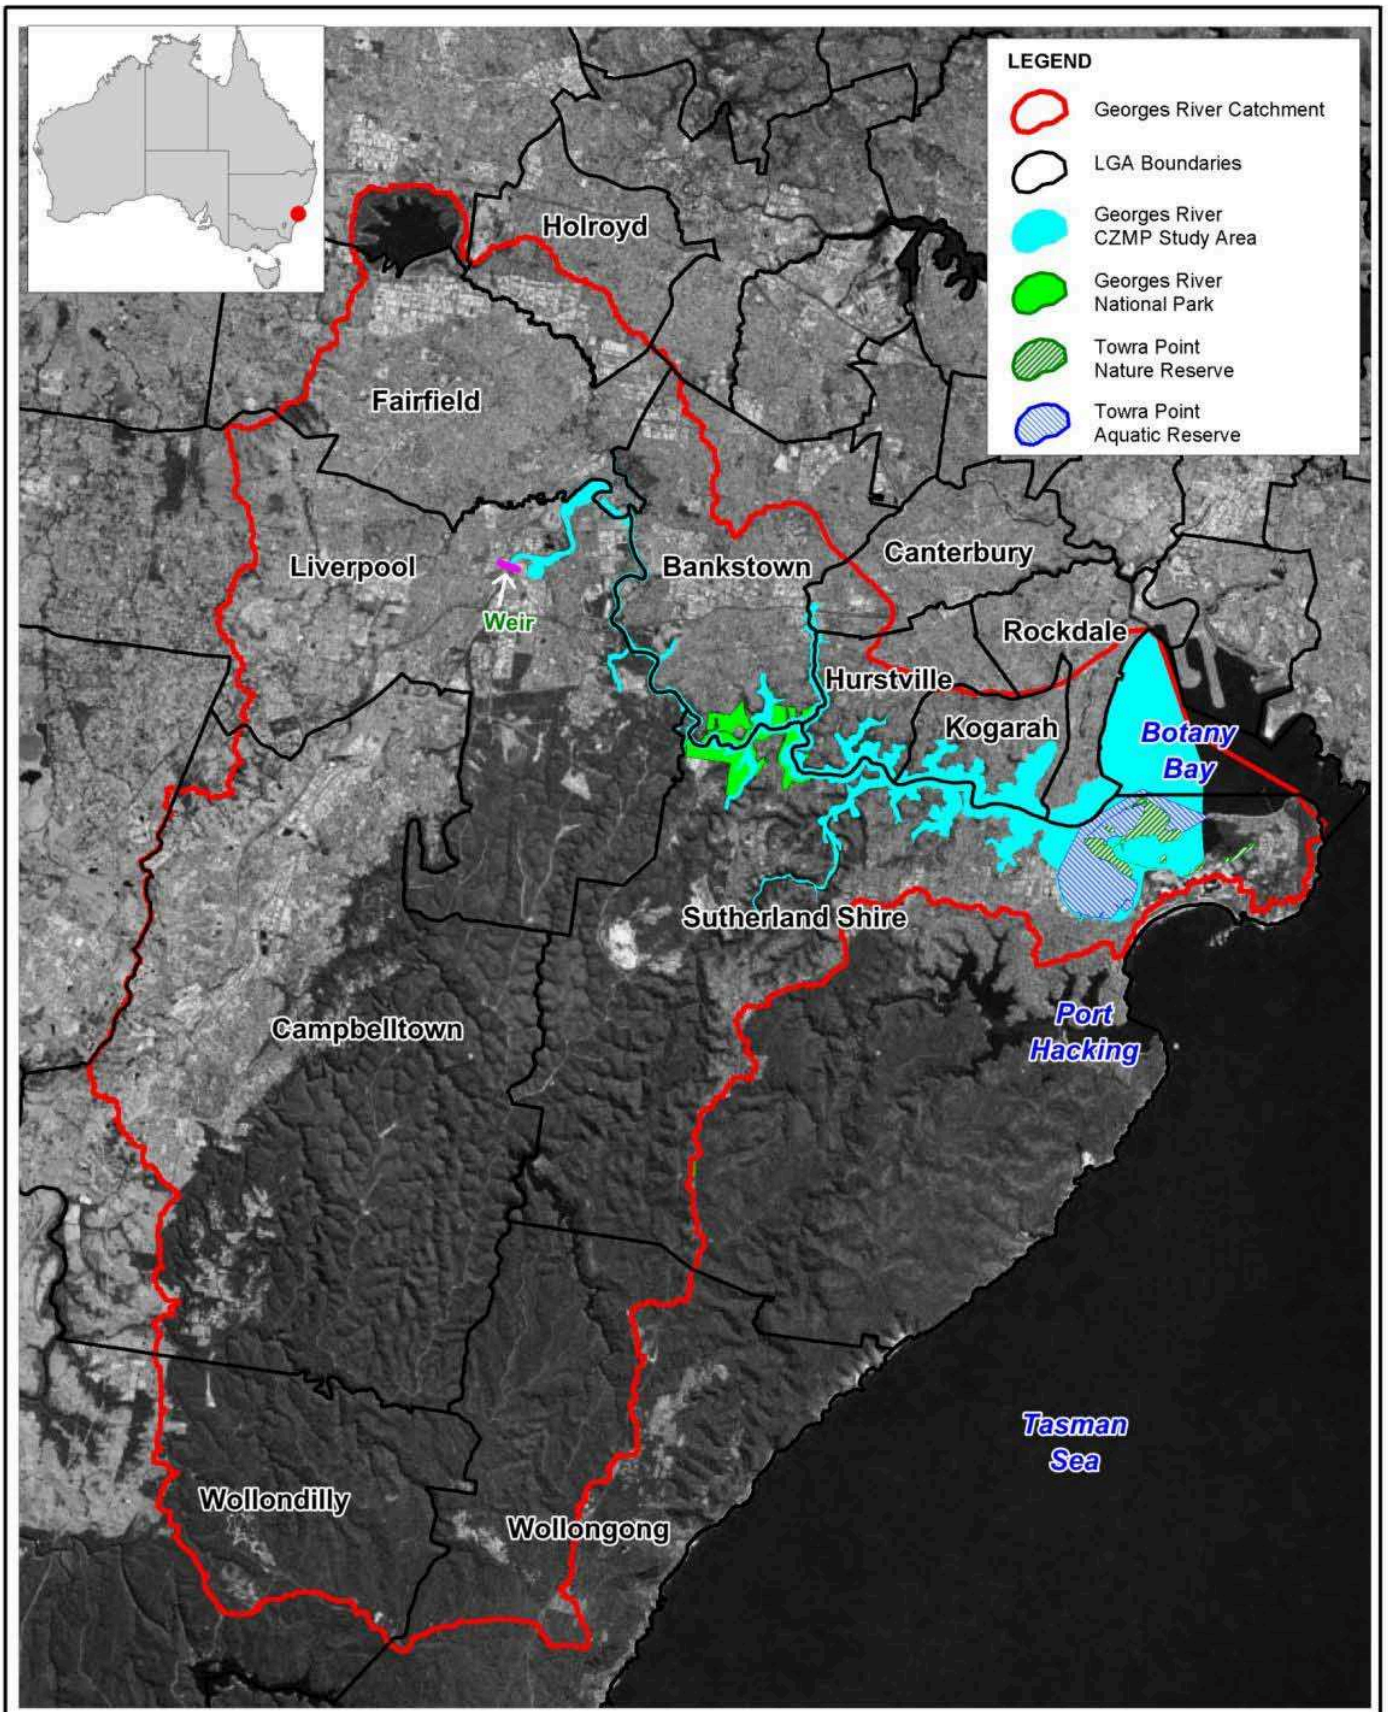 LEGEND
Georges River Catchment
LGA Boundaries
Georges River
CZMP Study Area
Georges River
National Park
Towra Point
Nature Reserve
Towra Point
Aquatic Reserve
Holroyd
Fairfield
Liverpool
Bankstown
Canterbury
Weir
Rockdale
Hurstville
Kogarah
Botany
Bay
Sutherland Shire
Campbelltown
Port
Hacking
Tasman
Sea
Wollondilly
Wollongong